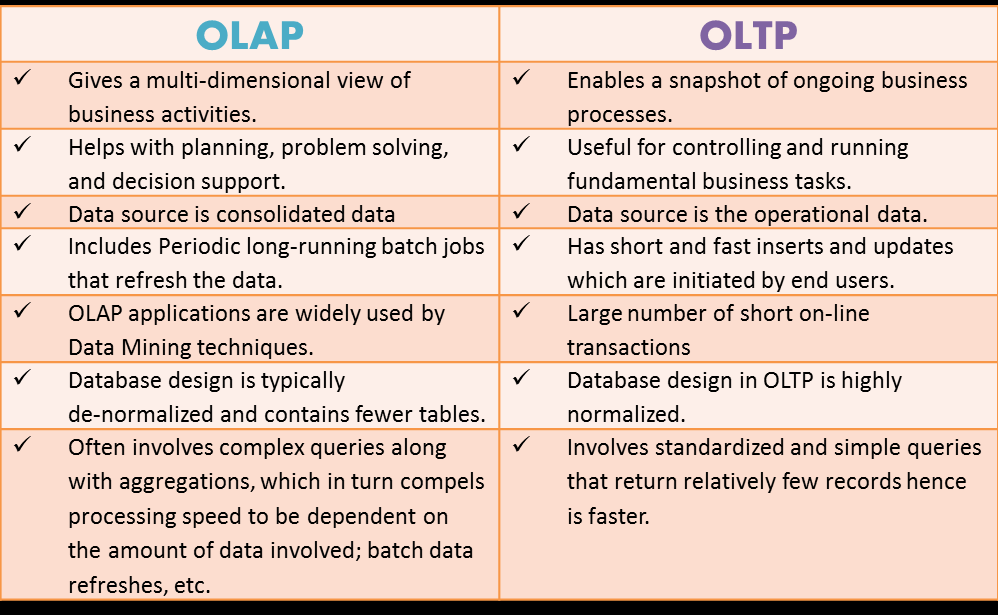 OLAP
OLTP
✓ Gives a multi-dimensional view of
business activities.
✓ Enables a snapshot of ongoing business
processes.
✓ Helps with planning, problem solving,
and decision support.
✓ Useful for controlling and running
fundamental business tasks.
✓ Data source is consolidated data
✓ Data source is the operational data.
✓ Includes Periodic long-running batch jobs
that refresh the data.
✓ Has short and fast inserts and updates
which are initiated by end users.
✓ OLAP applications are widely used by
Data Mining techniques.
✓ Large number of short on-line
transactions
✓ Database design is typically
de-normalized and contains fewer tables.
✓ Database design in OLTP is highly
normalized.
✓ Often involves complex queries along
with aggregations, which in turn compels
processing speed to be dependent on
the amount of data involved; batch data
refreshes, etc.
✓ Involves standardized and simple queries
that return relatively few records hence
is faster.